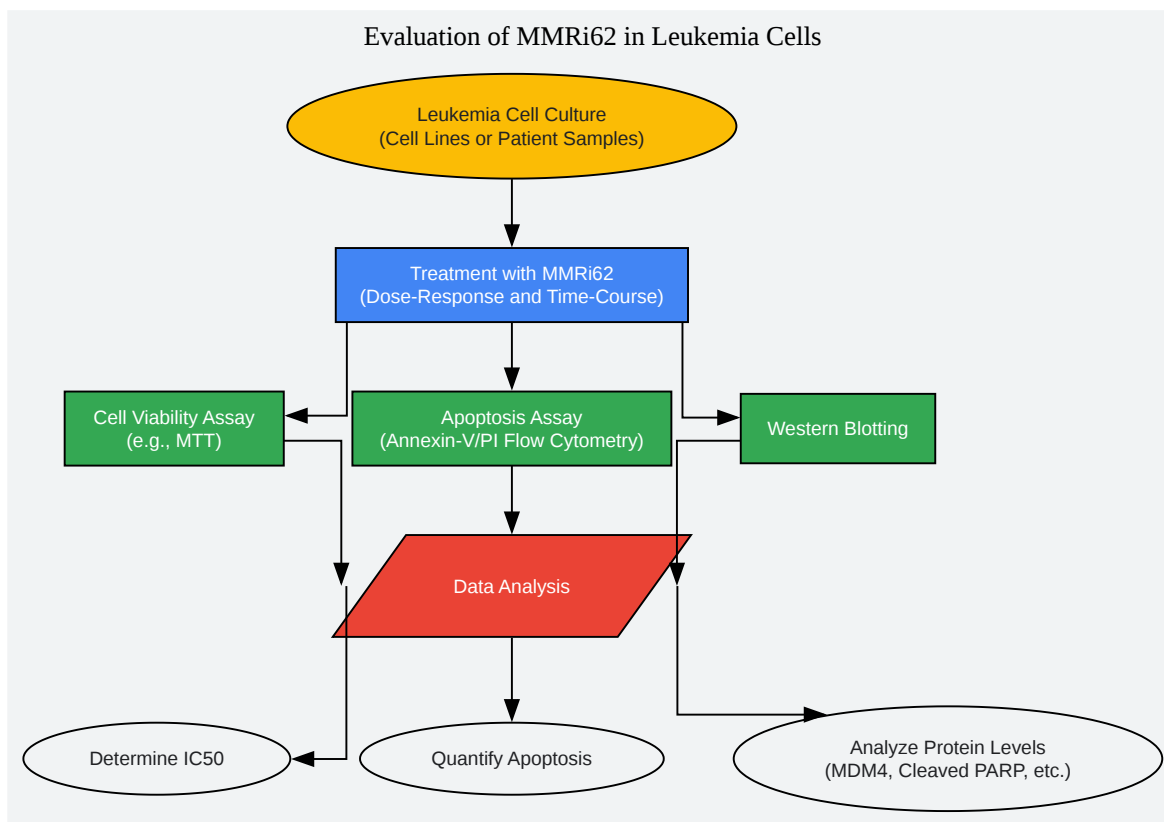 Evaluation of MMRi62 in Leukemia Cells
Leukemia Cell Culture
(Cell Lines or Patient Samples)
Treatment with MMRi62
(Dose-Response and Time-Course)
Cell Viability Assay
(e.g., MTT)
Apoptosis Assay
(Annexin-V/PI Flow Cytometry)
Western Blotting
Data Analysis
Determine IC50
Quantify Apoptosis
Analyze Protein Levels
(MDM4, Cleaved PARP, etc.)